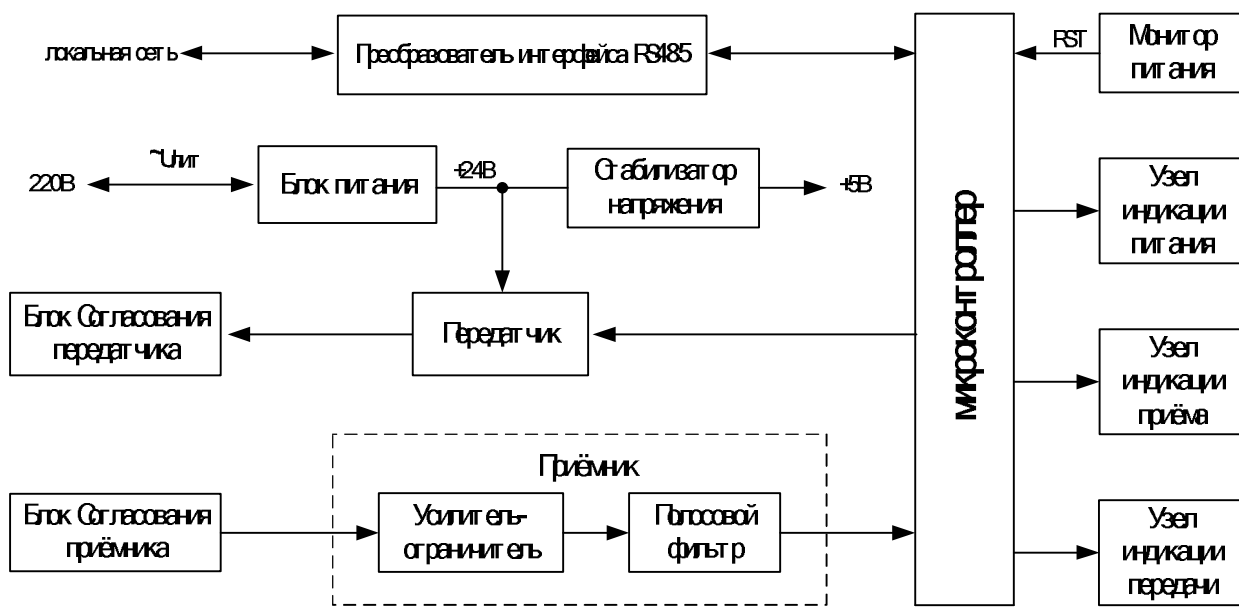 локальная сеть
Преобразователь интерфейса RS485
RST
Монитор
питания
220В
~Uпит
Блок питания
+24В
Стабилизатор
напряжения
+5В
микроконтроллер
Узел
индикации
питания
Блок Согласования
передатчика
Передатчик
Узел
индикации
приёма
Приёмник
Блок Согласования
приёмника
Усилитель-
ограничитель
Полосовой
фильтр
Узел
индикации
передачи